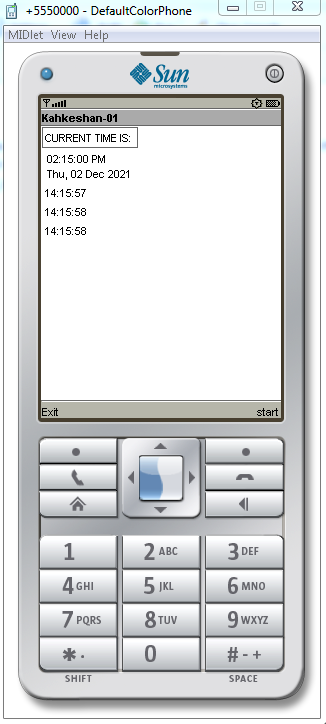 +5550000 - DefaultColorPhone
MIDlet View Help
Sun
microsystems
Kahkeshan-01
CURRENT TIME IS:
02:15:00 PM
Thu, 02 Dec 2021
14:15:57
14:15:58
14:15:58
Exit start
1 2 ABC 3 DEF
4 GHI 5 JKL 6 MNO
7 PQRS 8 TUV 9 WXYZ
* . 0 # - +
SHIFT SPACE